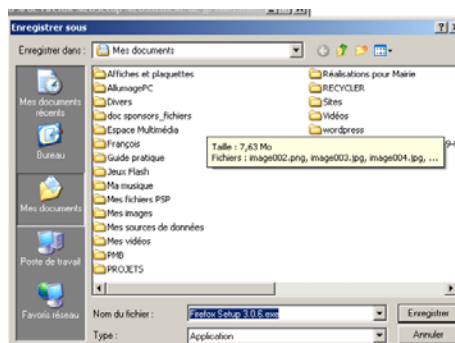 Enregistrer sous
Enregistrer dans :
Mes documents
Mes documents
récents
Bureau
Mes documents
Poste de travail
Favoris réseau
Affiches et plaquettes
AllumagePC
Divers
doc sponsors_fichiers
Espace Multimédia
François
Guide pratique
Jeux Flash
Ma musique
Mes fichiers PSP
Mes images
Mes sources de données
Mes vidéos
PMB
PROJETS
Réalisations pour Mairie
RECYCLER
Sites
Vidéos
wordpress
Taille : 7,63 Mo
Fichiers : image002.png, image003.jpg, image004.jpg, ...
Nom du fichier :
Firefox Setup 3.0.6.exe
Enregistrer
Type :
Application
Annuler